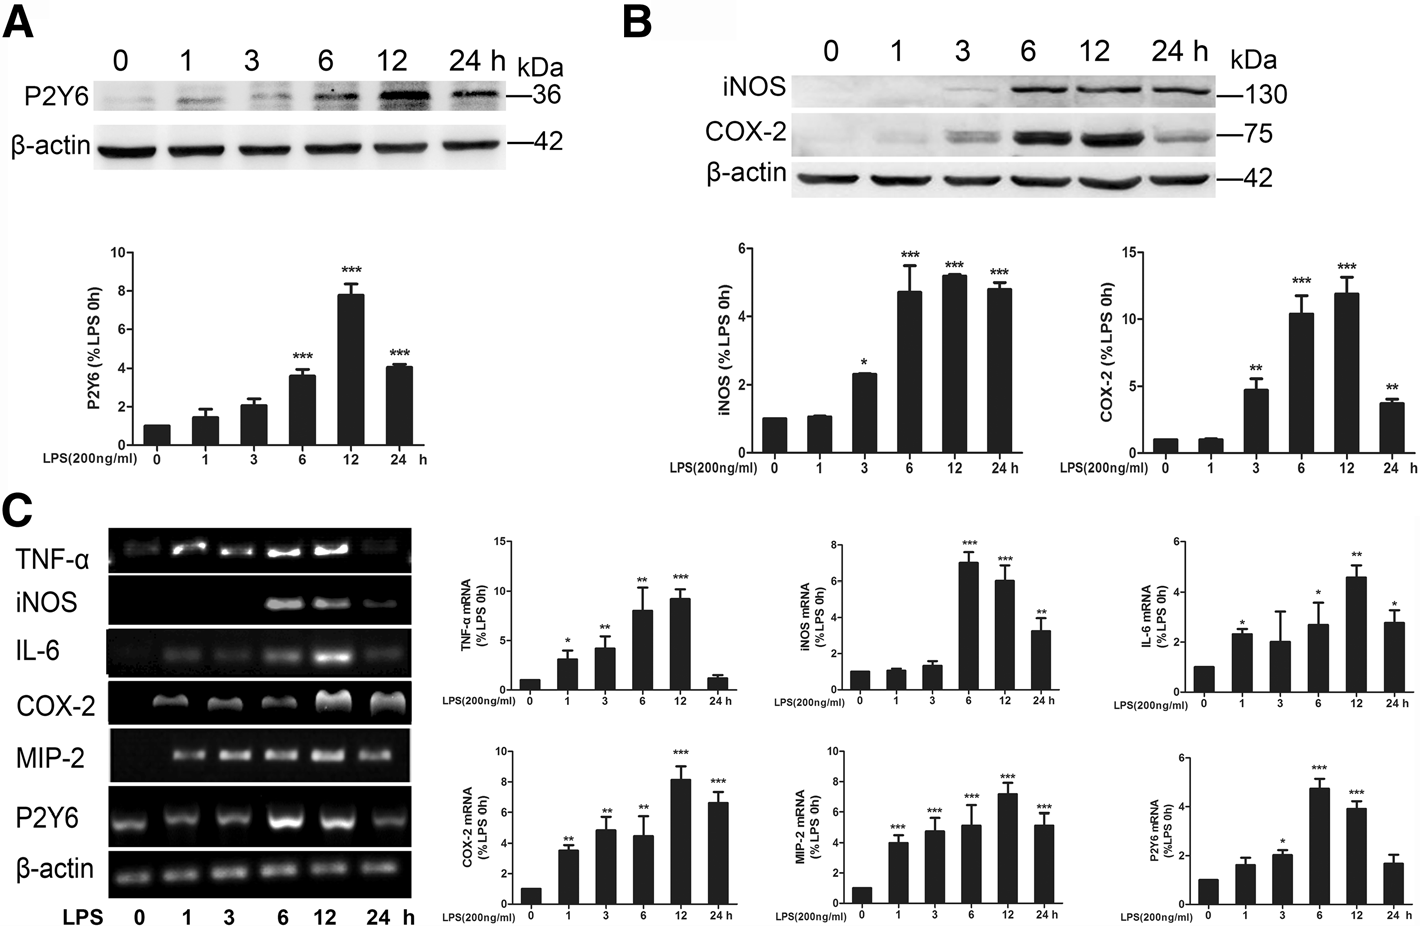 A
0 1 3 6 12 24 h kDa
P2Y6 36
β-actin 42
10
8
6
4
2
0
P2Y6 (%LPS 0h)
*** *** ***
LPS(200ng/ml) 0 1 3 6 12 24 h
B
0 1 3 6 12 24 h kDa
iNOS 130
COX-2 75
β-actin 42
6
4
2
0
iNOS (%LPS 0h)
* *** *** ***
LPS(200ng/ml) 0 1 3 6 12 24 h
15
10
5
0
COX-2 (%LPS 0h)
** *** *** **
LPS(200ng/ml) 0 1 3 6 12 24 h
C
TNF-α
iNOS
IL-6
COX-2
MIP-2
P2Y6
β-actin
LPS 0 1 3 6 12 24 h
15
10
5
0
TNF-α mRNA
(%LPS 0h)
* ** ** ***
LPS(200ng/ml) 0 1 3 6 12 24 h
8
6
4
2
0
iNOS mRNA
(%LPS 0h)
*** *** **
LPS(200ng/ml) 0 1 3 6 12 24 h
6
4
2
0
IL-6 mRNA
(%LPS 0h)
* * ** *
LPS(200ng/ml) 0 1 3 6 12 24 h
10
8
6
4
2
0
COX-2 mRNA
(%LPS 0h)
** ** ** *** ***
LPS(200ng/ml) 0 1 3 6 12 24 h
10
8
6
4
2
0
MIP-2 mRNA
(%LPS 0h)
*** *** *** *** ***
LPS(200ng/ml) 0 1 3 6 12 24 h
6
4
2
0
P2Y6 mRNA
(%LPS 0h)
* *** ***
LPS(200ng/ml) 0 1 3 6 12 24 h